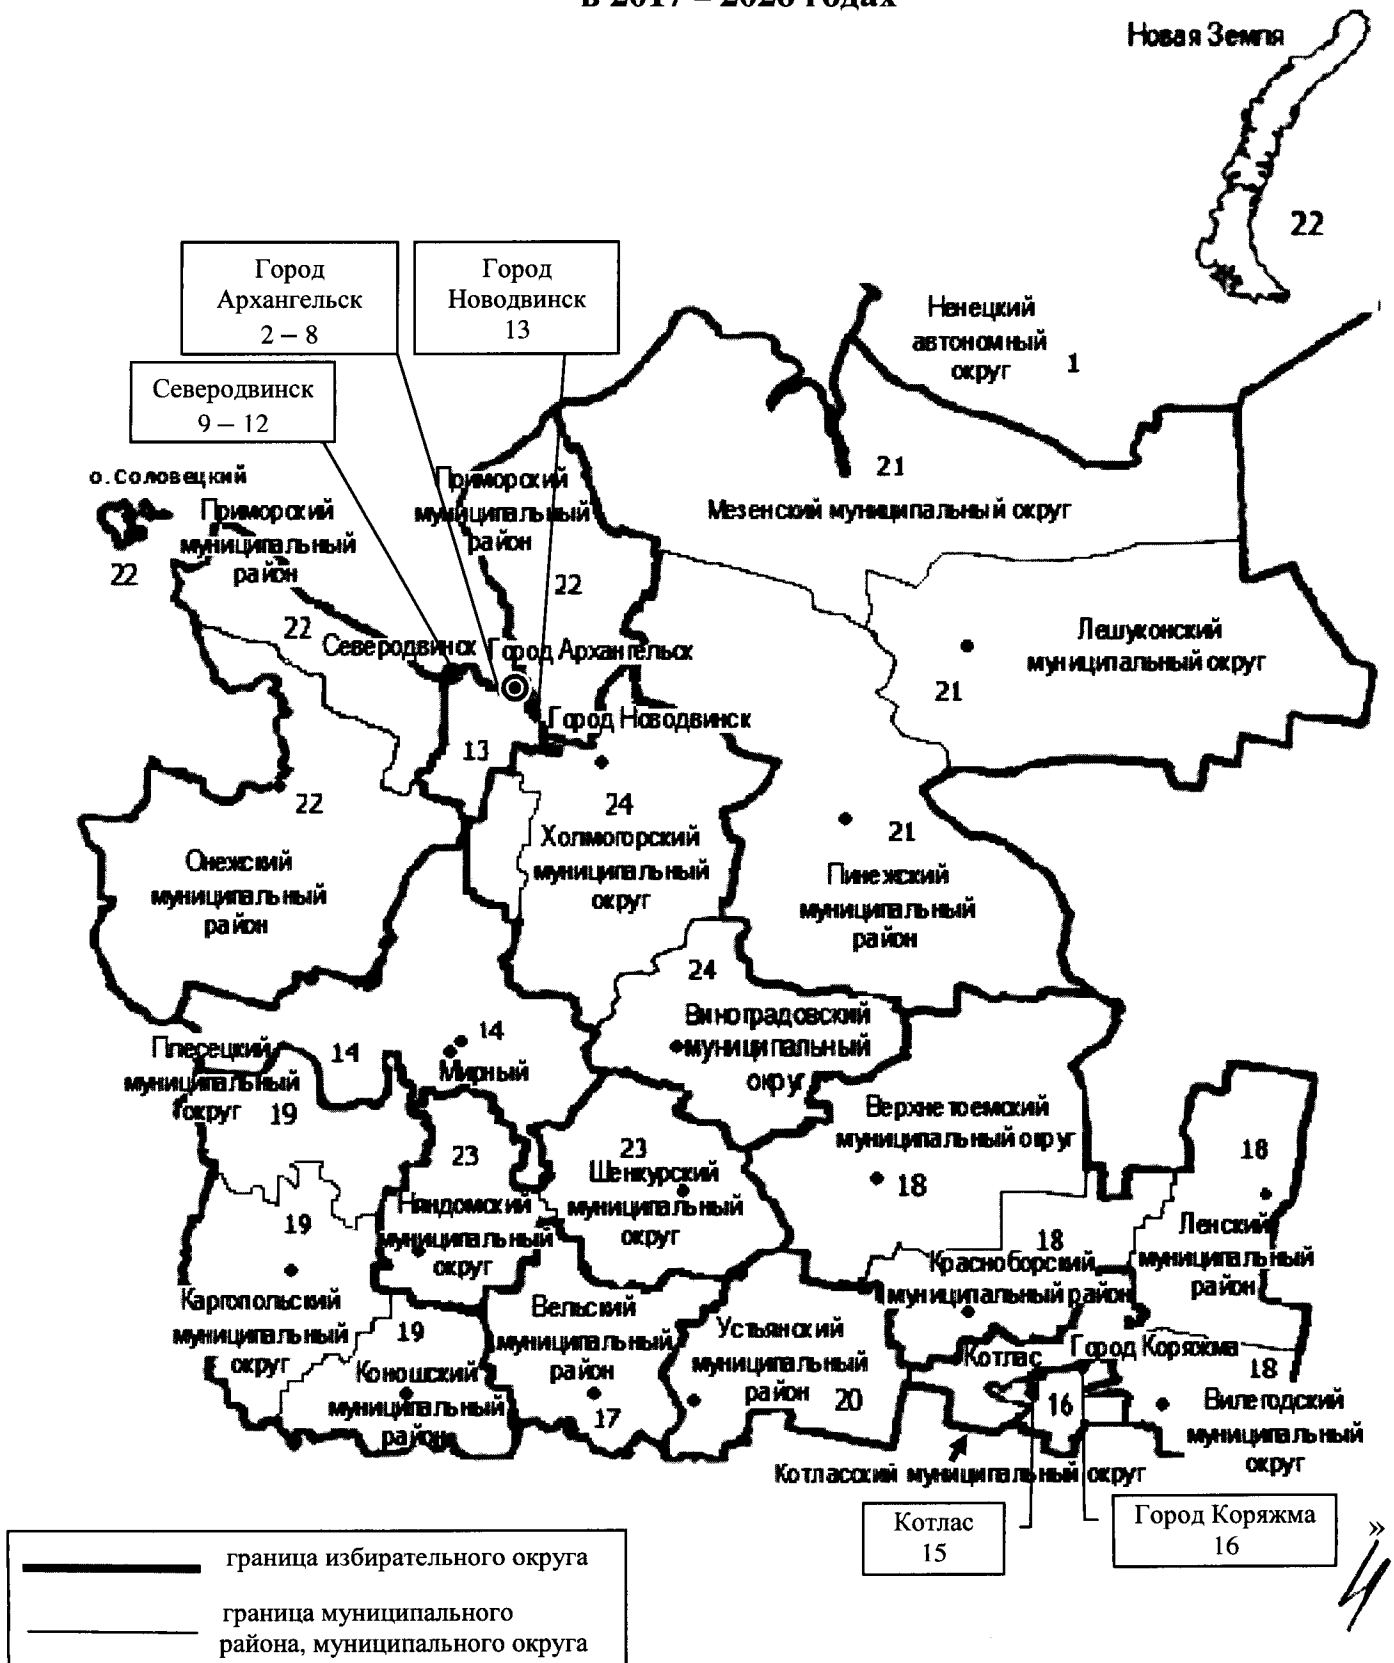 в 2017 – 2026 годах
Новая Земля
22
Город
Архангельск
2 – 8
Город
Новодвинск
13
Северодвинск
9 – 12
Ненецкий
автономный
округ
1
о. Соловецкий
22
Приморский
муниципальный
район
22
Приморский
муниципальный
район
22
21
Мезенский муниципальный округ
Лешуконский
муниципальный округ
21
Северодвинск
Город Архангельск
Город Новодвинск
13
22
Онежский
муниципальный
район
24
Холмогорский
муниципальный
округ
21
Пинежский
муниципальный
район
24
Виноградовский
муниципальный
округ
14
Мирный
14
Плесецкий
муниципальный
округ
19
Верхнетоемский
муниципальный округ
18
23
Няндомский
муниципальный
округ
23
Шенкурский
муниципальный
округ
18
Ленский
муниципальный
район
19
Каргопольский
муниципальный
округ
18
Красноборский
муниципальный район
19
Коношский
муниципальный
район
Вельский
муниципальный
район
17
Устьянский
муниципальный
район
20
Котлас
Город Коряжма
16
18
Вилегодский
муниципальный
округ
Котласский муниципальный округ
Котлас
15
Город Коряжма
16
»
граница избирательного округа
граница муниципального
района, муниципального округа